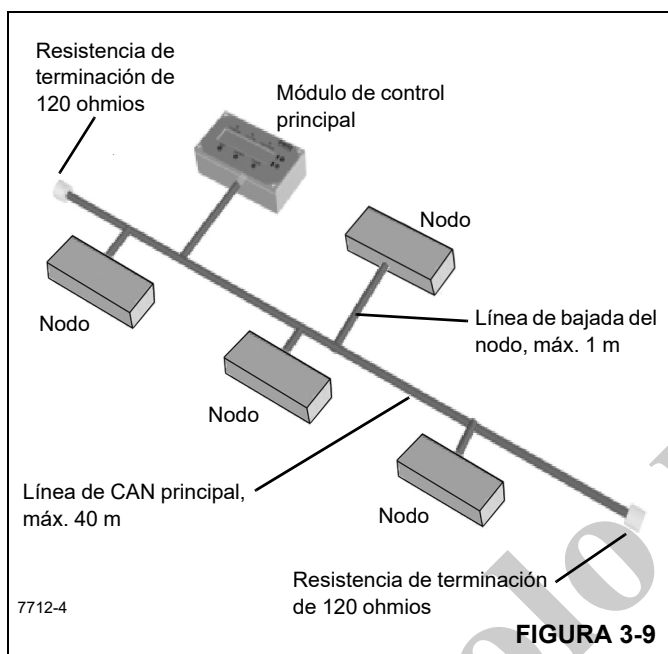 Resistencia de
terminación de
120 ohmios
Módulo de control
principal
Nodo
Nodo
Línea de bajada del
nodo, máx. 1 m
Nodo
Línea de CAN principal,
máx. 40 m
Nodo
Resistencia de terminación
de 120 ohmios
7712-4
FIGURA 3-9